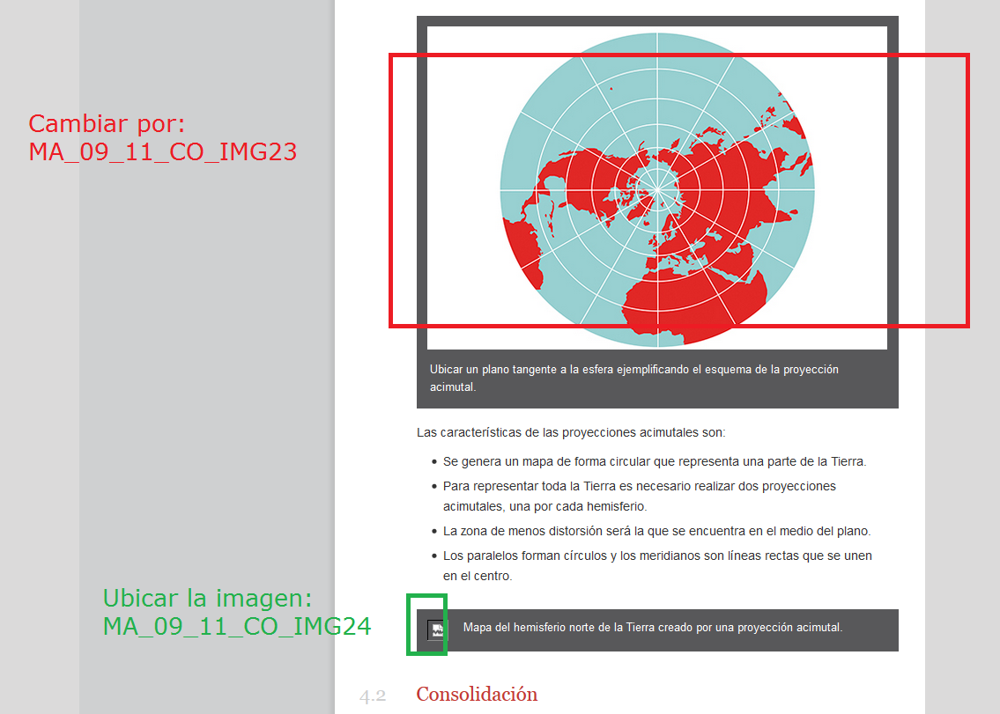 Cambiar por:
MA_09_11_CO_IMG23
Ubicar un plano tangente a la esfera ejemplificando el esquema de la proyección
acimutal.
Las características de las proyecciones acimutales son:
• Se genera un mapa de forma circular que representa una parte de la Tierra.
• Para representar toda la Tierra es necesario realizar dos proyecciones
acimutales, una por cada hemisferio.
• La zona de menos distorsión será la que se encuentra en el medio del plano.
• Los paralelos forman círculos y los meridianos son líneas rectas que se unen
en el centro.
Ubicar la imagen:
MA_09_11_CO_IMG24
Mapa del hemisferio norte de la Tierra creado por una proyección acimutal.
4.2 Consolidación